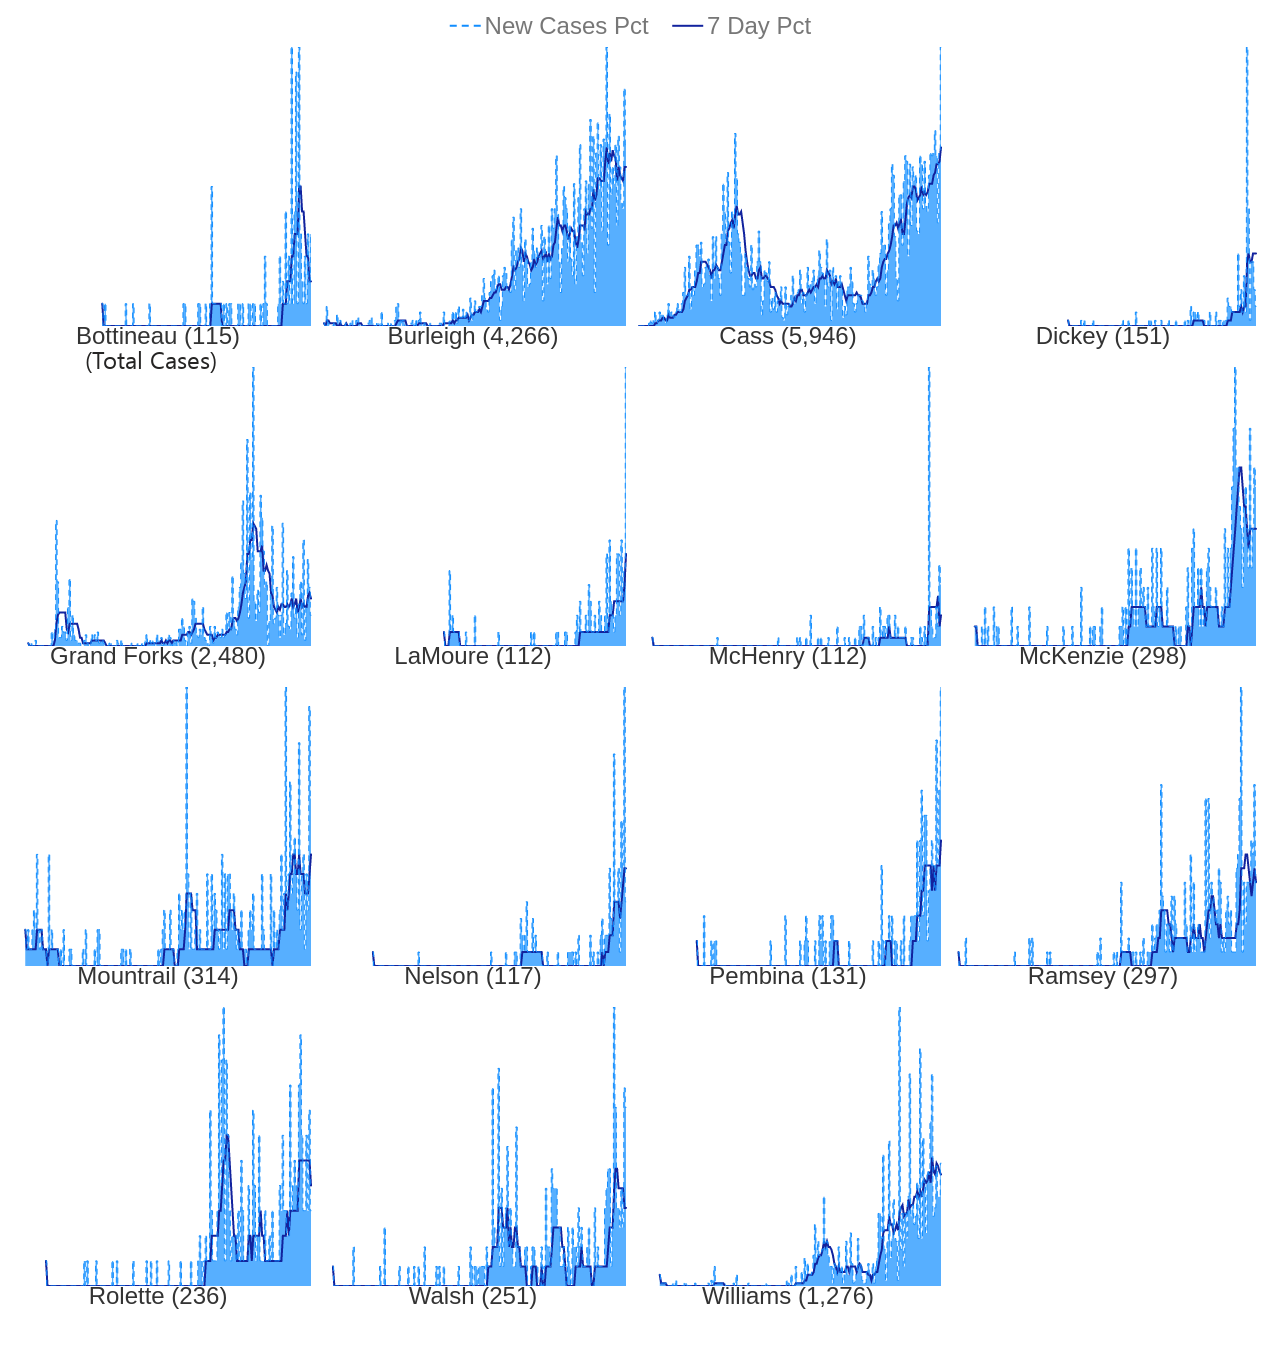 New Cases Pct 7 Day Pct
Bottineau (115) Burleigh (4,266) Cass (5,946) Dickey (151)
(Total Cases)
Grand Forks (2,480) LaMoure (112) McHenry (112) McKenzie (298)
Mountrail (314) Nelson (117) Pembina (131) Ramsey (297)
Rolette (236) Walsh (251) Williams (1,276)